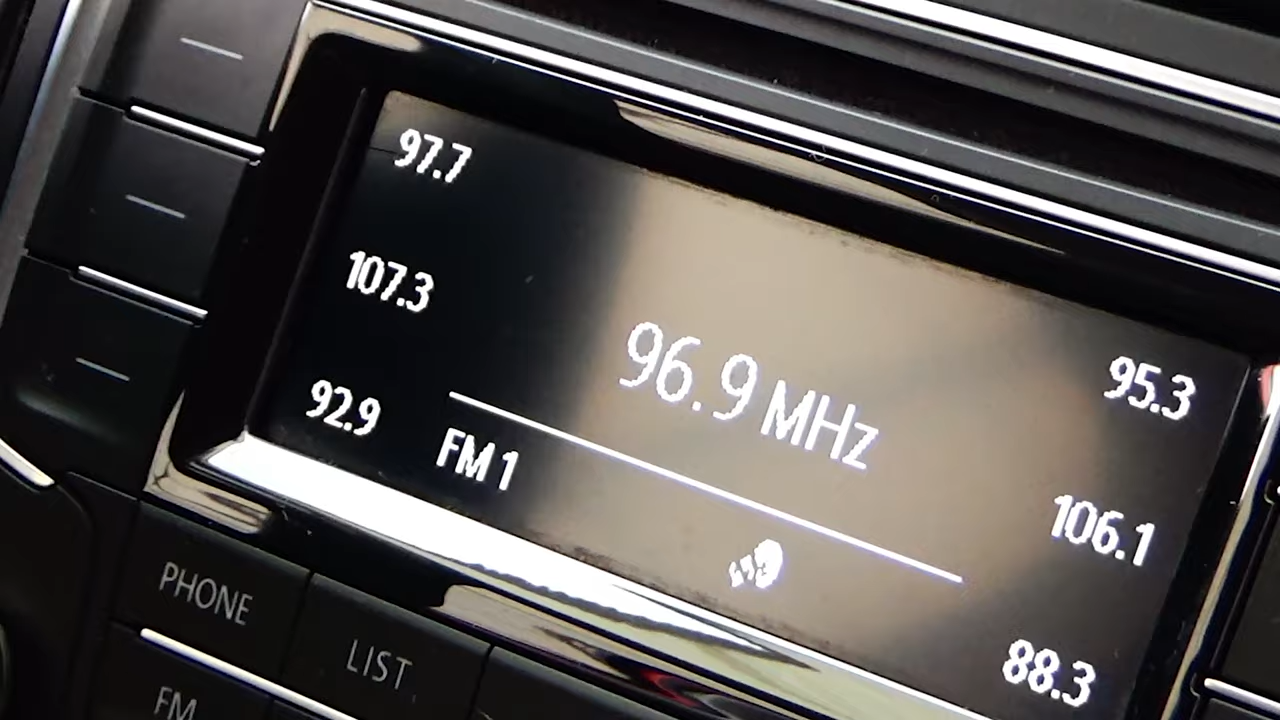 97.7
107.3
92.9
96.9 MHz
FM 1
95.3
106.1
88.3
PHONE
LIST
FM